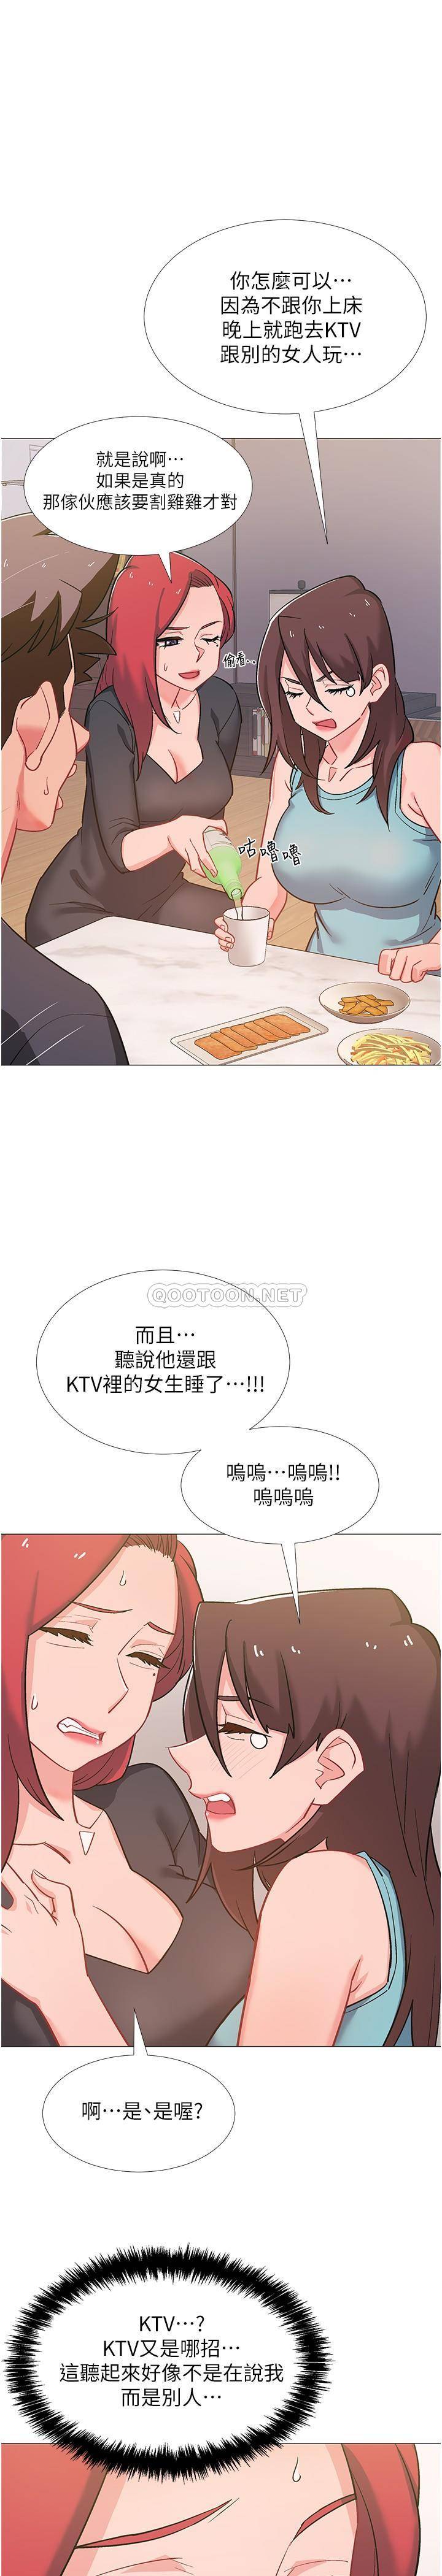 你怎麼可以…
因為不跟你上床
晚上就跑去KTV
跟別的女人玩…
就是說啊…
如果是真的
那傢伙應該要割雞雞才對
偷看..
咕嚕嚕
QOOTOON.NET
而且…
聽說他還跟
KTV裡的女生睡了…!!!
嗚嗚…嗚嗚!!
嗚嗚嗚
啊…是、是喔?
KTV…?
KTV又是哪招…
這聽起來好像不是在說我
而是別人…